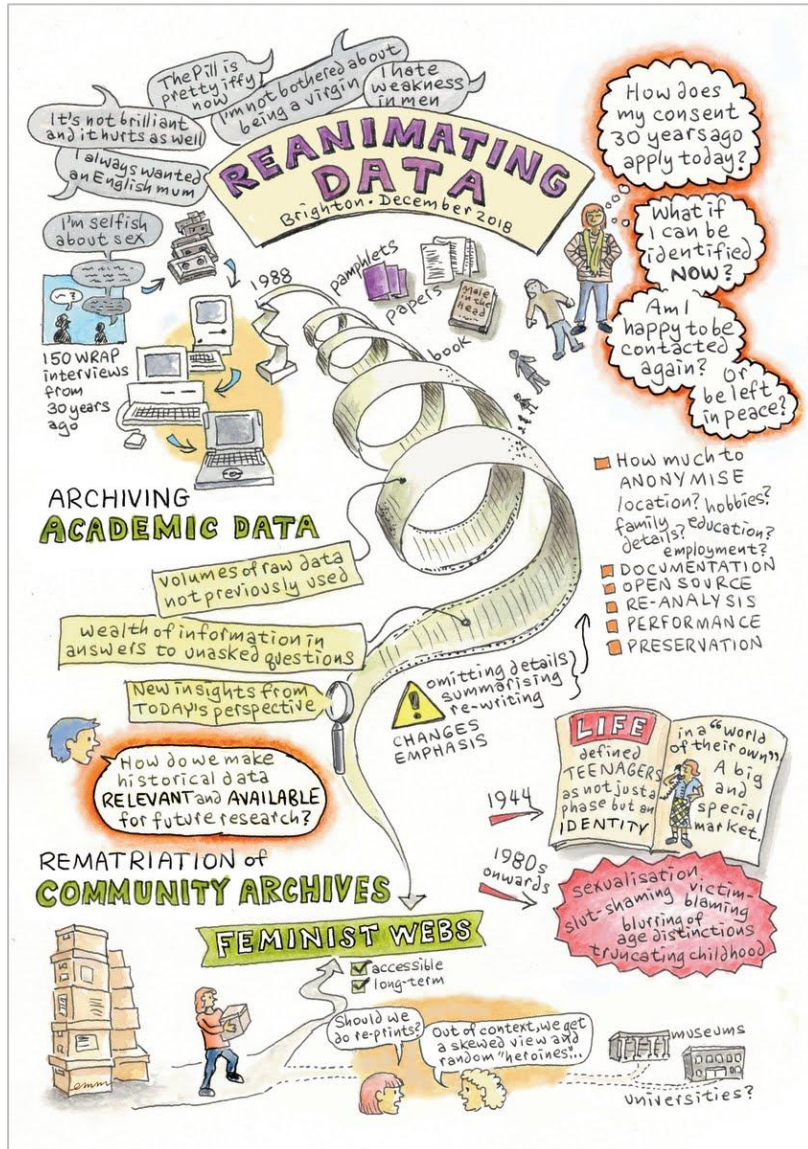 The Pill is
pretty iffy
now
I'm not bothered about
being a virgin
I hate
weakness
in men
It's not brilliant
and it hurts as well
I always wanted
an English mum
I'm selfish
about sex
REANIMATING
DATA
Brighton • December 2018
How does
my consent
30 years ago
apply today?
What if
I can be
identified
NOW?
Am I
happy to be
contacted
again?
Or
be left
in peace?
150 WRAP
interviews
from
30 years
ago
1988
pamphlets
papers
Male
in the
head
book
ARCHIVING
ACADEMIC DATA
volumes of raw data
not previously used
wealth of information in
answers to unasked questions
New insights from
TODAY'S perspective
How much to
ANONYMISE
location? hobbies?
family education?
details?
employment?
DOCUMENTATION
OPEN SOURCE
RE-ANALYSIS
PERFORMANCE
PRESERVATION
omitting details
summarising
re-writing
!
CHANGES
EMPHASIS
How do we make
historical data
RELEVANT and AVAILABLE
for future research?
1944
LIFE
defined
TEENAGERS
as not just a
phase but an
IDENTITY
in a "world
of their own".
A big
and
special
market.
1980s
onwards
sexualisation
victim-
slut-shaming blaming
blurring of
age distinctions
truncating childhood
REMATRIATION of
COMMUNITY ARCHIVES
FEMINIST WEBS
accessible
long-term
Should we
do re-prints?
Out of context, we get
a skewed view and
random "heroines"...
museums
universities?
emm